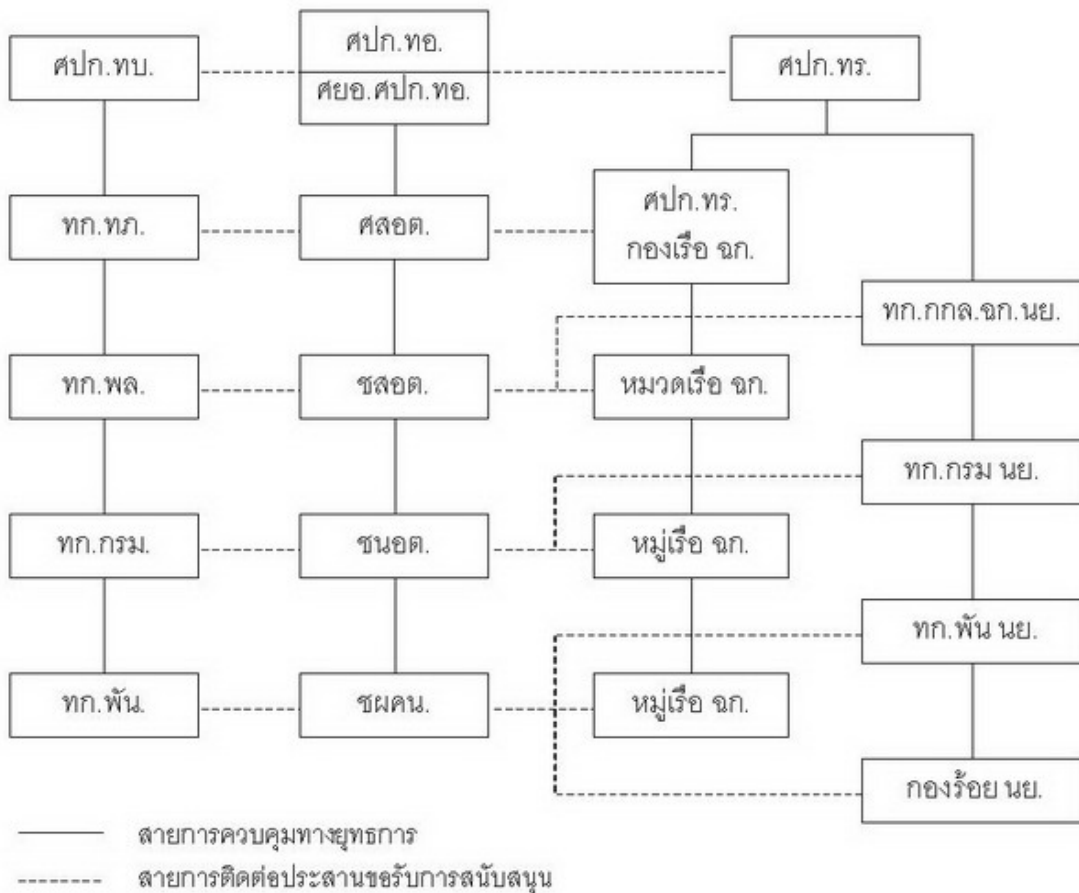 ศปก.ทบ.
ศปก.ทอ.
ศยอ.ศปก.ทอ.
ศปก.ทร.
ทก.ทภ.
ศสอต.
ศปก.ทร.
กองเรือ ฉก.
ทก.กกล.ฉก.นย.
ทก.พล.
ชสอต.
หมวดเรือ ฉก.
ทก.กรม นย.
ทก.กรม.
ชนอต.
หมู่เรือ ฉก.
ทก.พัน นย.
ทก.พัน.
ชผคน.
หมู่เรือ ฉก.
กองร้อย นย.
สายการควบคุมทางยุทธการ
สายการติดต่อประสานขอรับการสนับสนุน